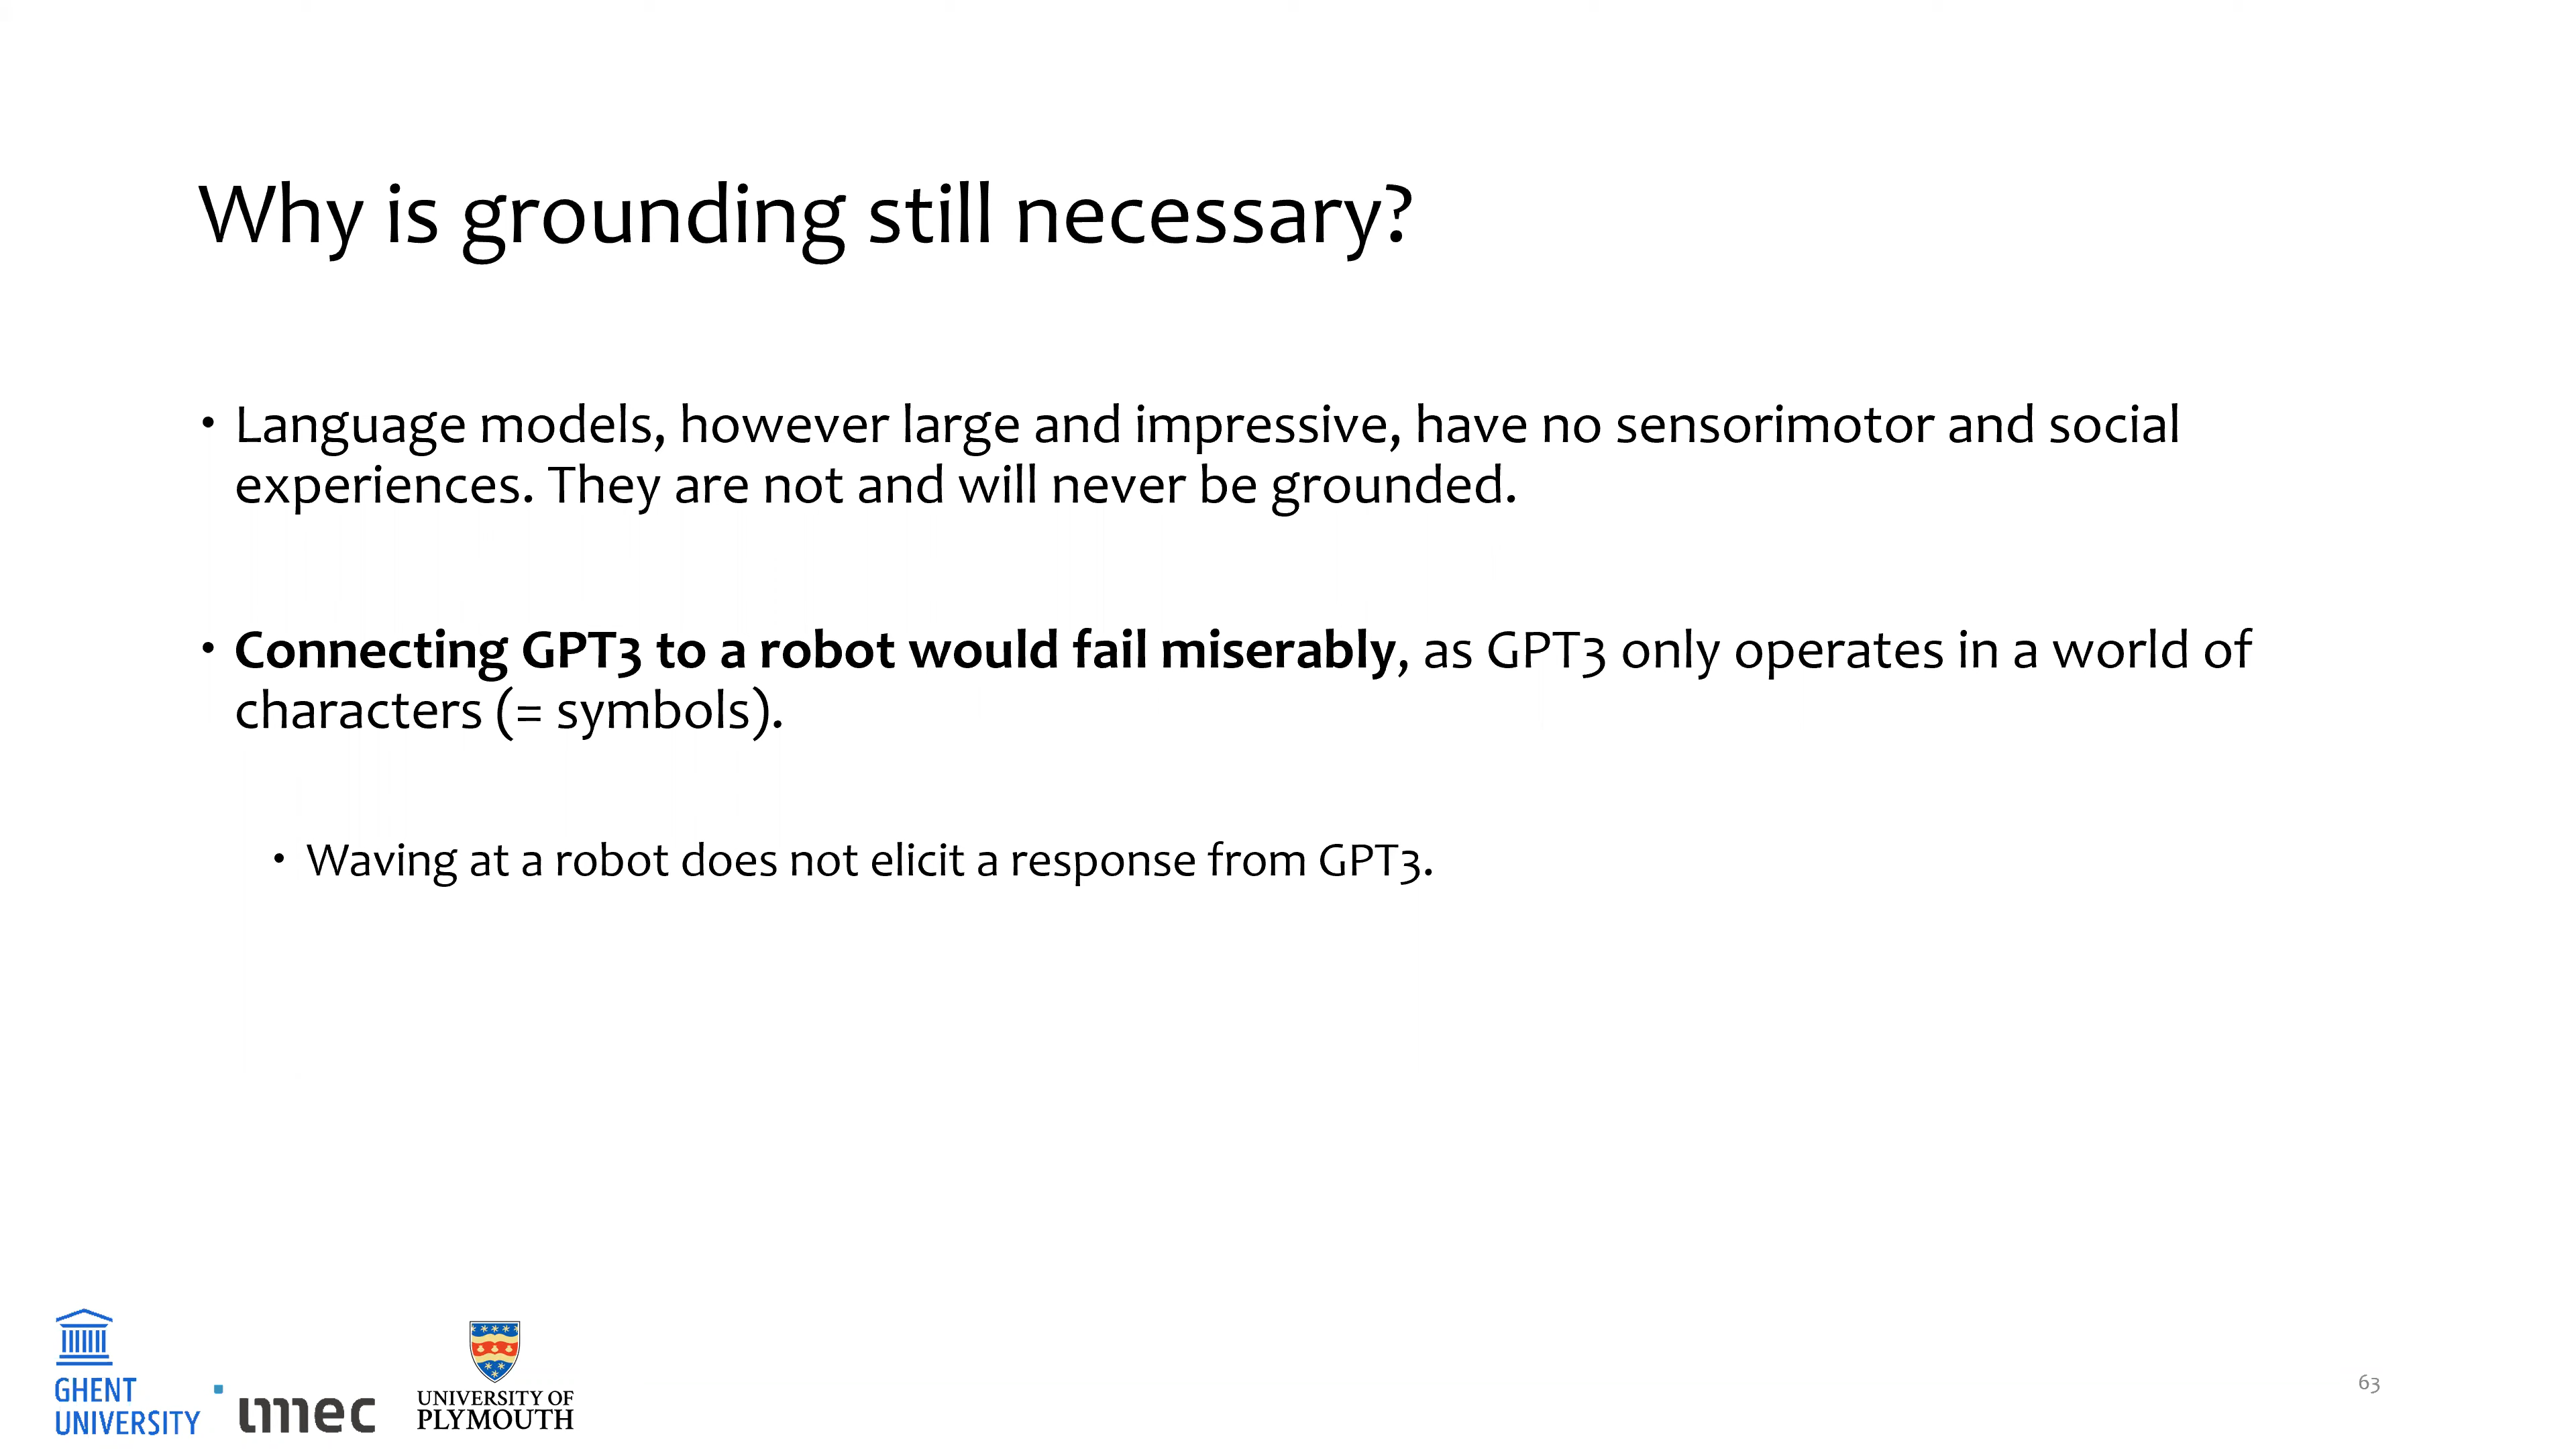 Why is grounding still necessary?
• Language models, however large and impressive, have no sensorimotor and social
experiences. They are not and will never be grounded.
• Connecting GPT3 to a robot would fail miserably, as GPT3 only operates in a world of
characters (= symbols).
• Waving at a robot does not elicit a response from GPT3.
GHENT
UNIVERSITY
imec
UNIVERSITY OF
PLYMOUTH
63